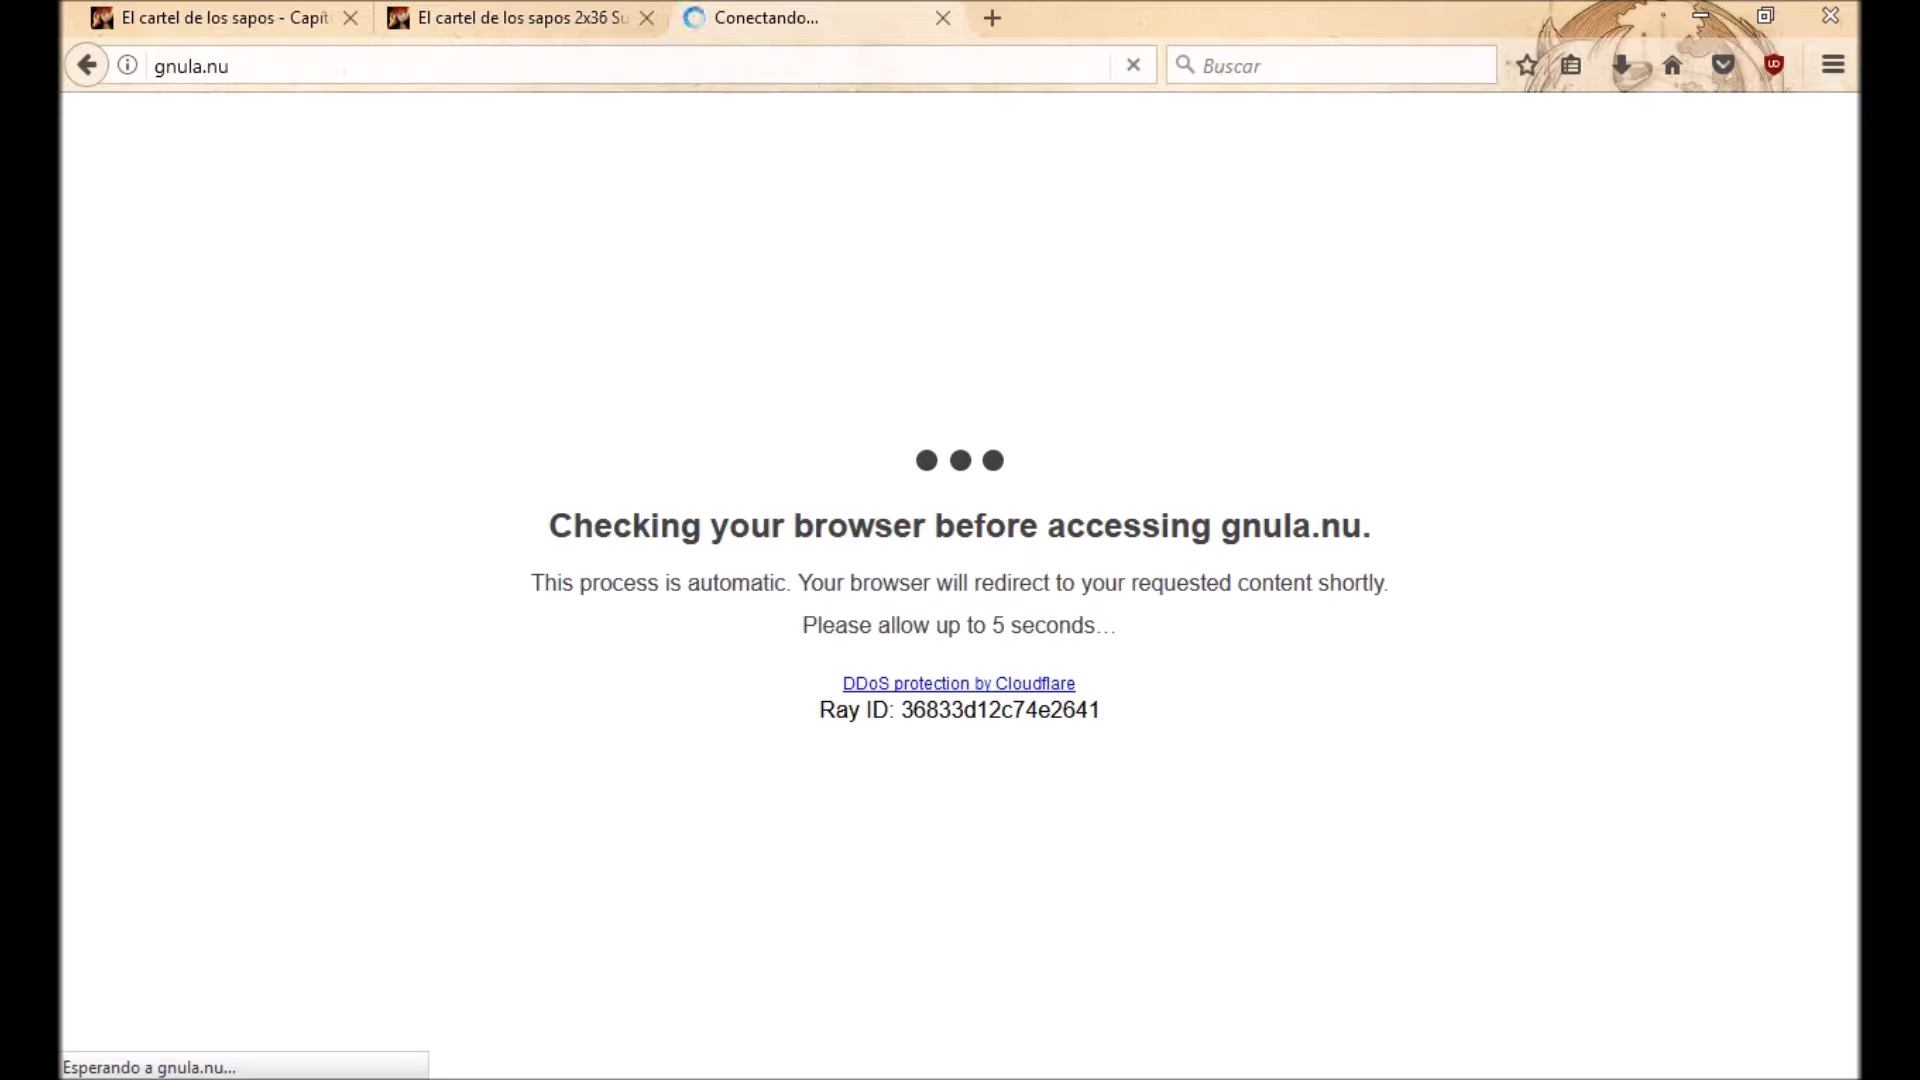 El cartel de los sapos - Capít
El cartel de los sapos 2x36 Su
Conectando...
gnula.nu
Buscar
Checking your browser before accessing gnula.nu.
This process is automatic. Your browser will redirect to your requested content shortly.
Please allow up to 5 seconds…
DDoS protection by Cloudflare
Ray ID: 36833d12c74e2641
Esperando a gnula.nu...